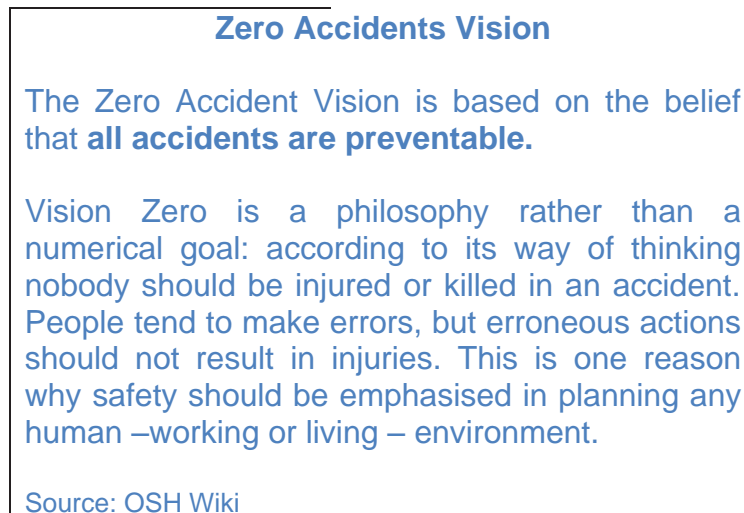 Zero Accidents Vision
The Zero Accident Vision is based on the belief
that all accidents are preventable.
Vision Zero is a philosophy rather than a
numerical goal: according to its way of thinking
nobody should be injured or killed in an accident.
People tend to make errors, but erroneous actions
should not result in injuries. This is one reason
why safety should be emphasised in planning any
human –working or living – environment.
Source: OSH Wiki